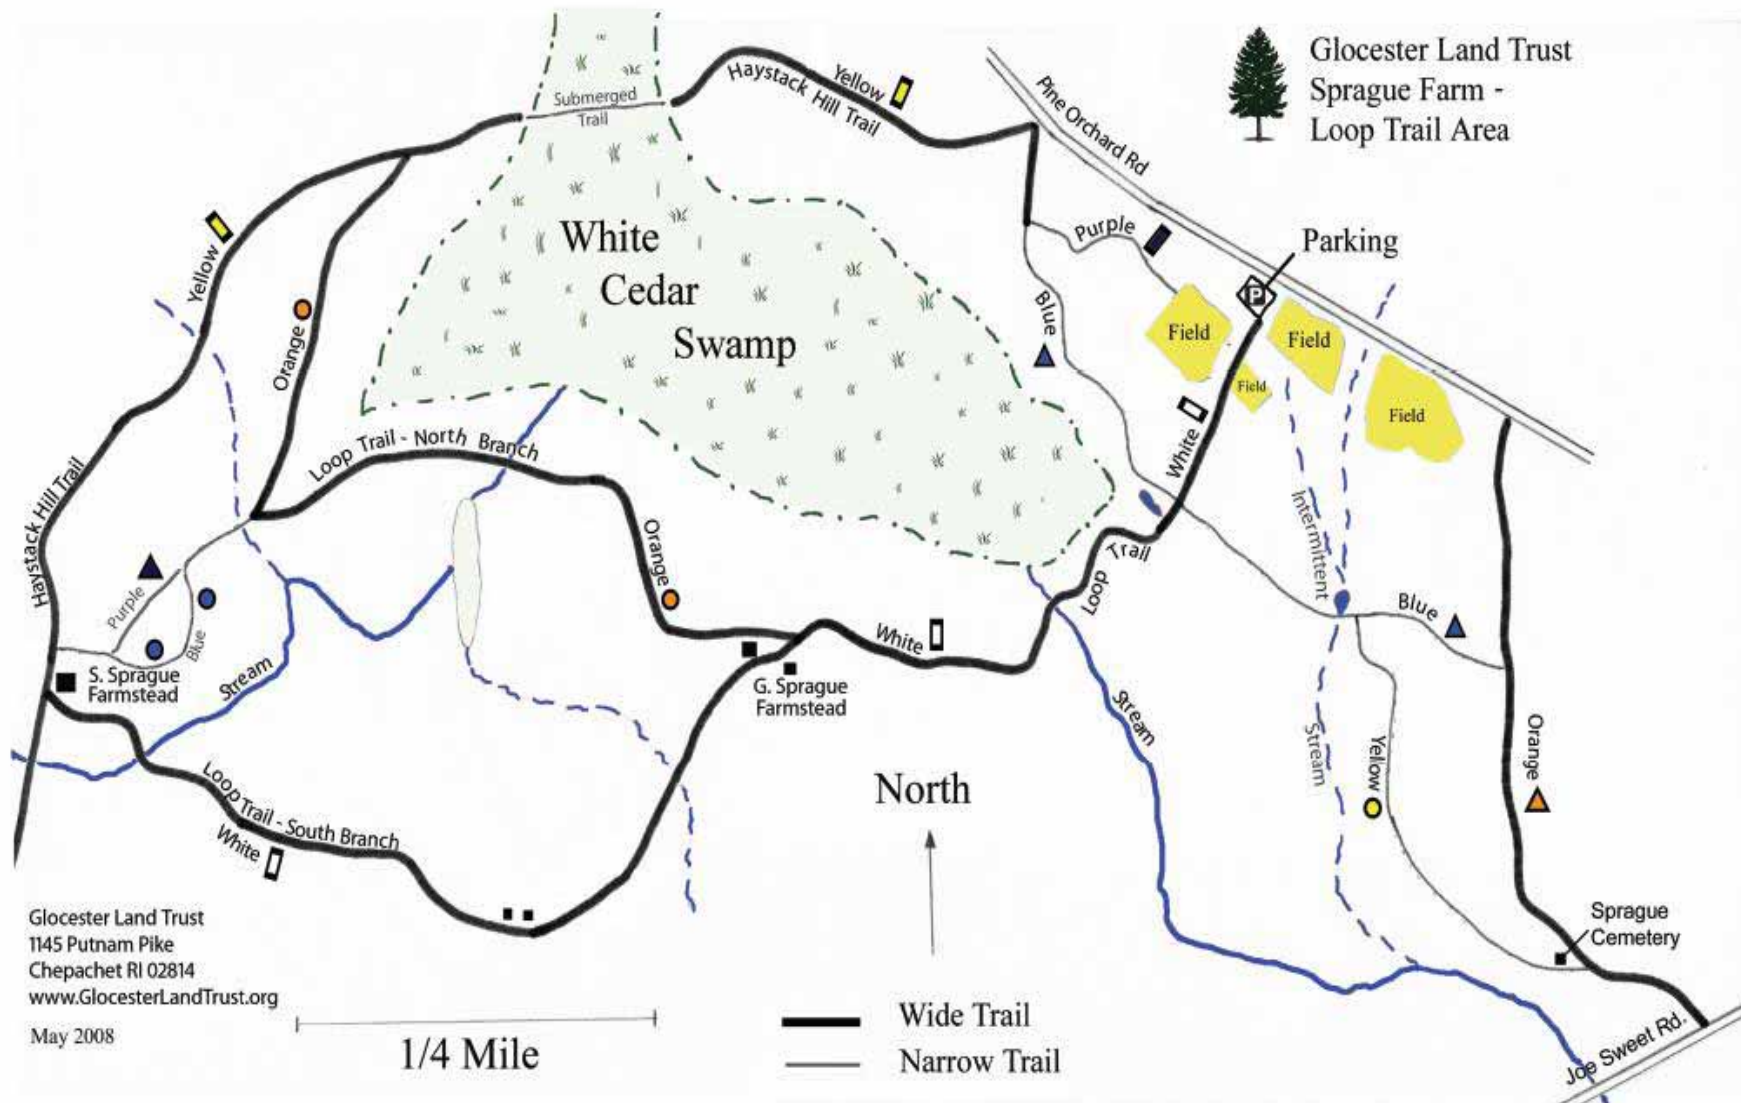 Glocester Land Trust
Sprague Farm -
Loop Trail Area
Submerged
Trail
Haystack Hill Trail
Yellow
Pine Orchard Rd
Parking
P
Purple
Blue
Field
Field
Field
Field
White
Cedar
Swamp
Yellow
Orange
Haystack Hill Trail
Loop Trail - North Branch
Orange
White
Loop Trail
White
Intermittent
Stream
Blue
Purple
Blue
Stream
S. Sprague
Farmstead
G. Sprague
Farmstead
Stream
Yellow
Orange
Loop Trail - South Branch
White
North
Sprague
Cemetery
Joe Sweet Rd.
Glocester Land Trust
1145 Putnam Pike
Chepachet RI 02814
www.GlocesterLandTrust.org
May 2008
1/4 Mile
Wide Trail
Narrow Trail